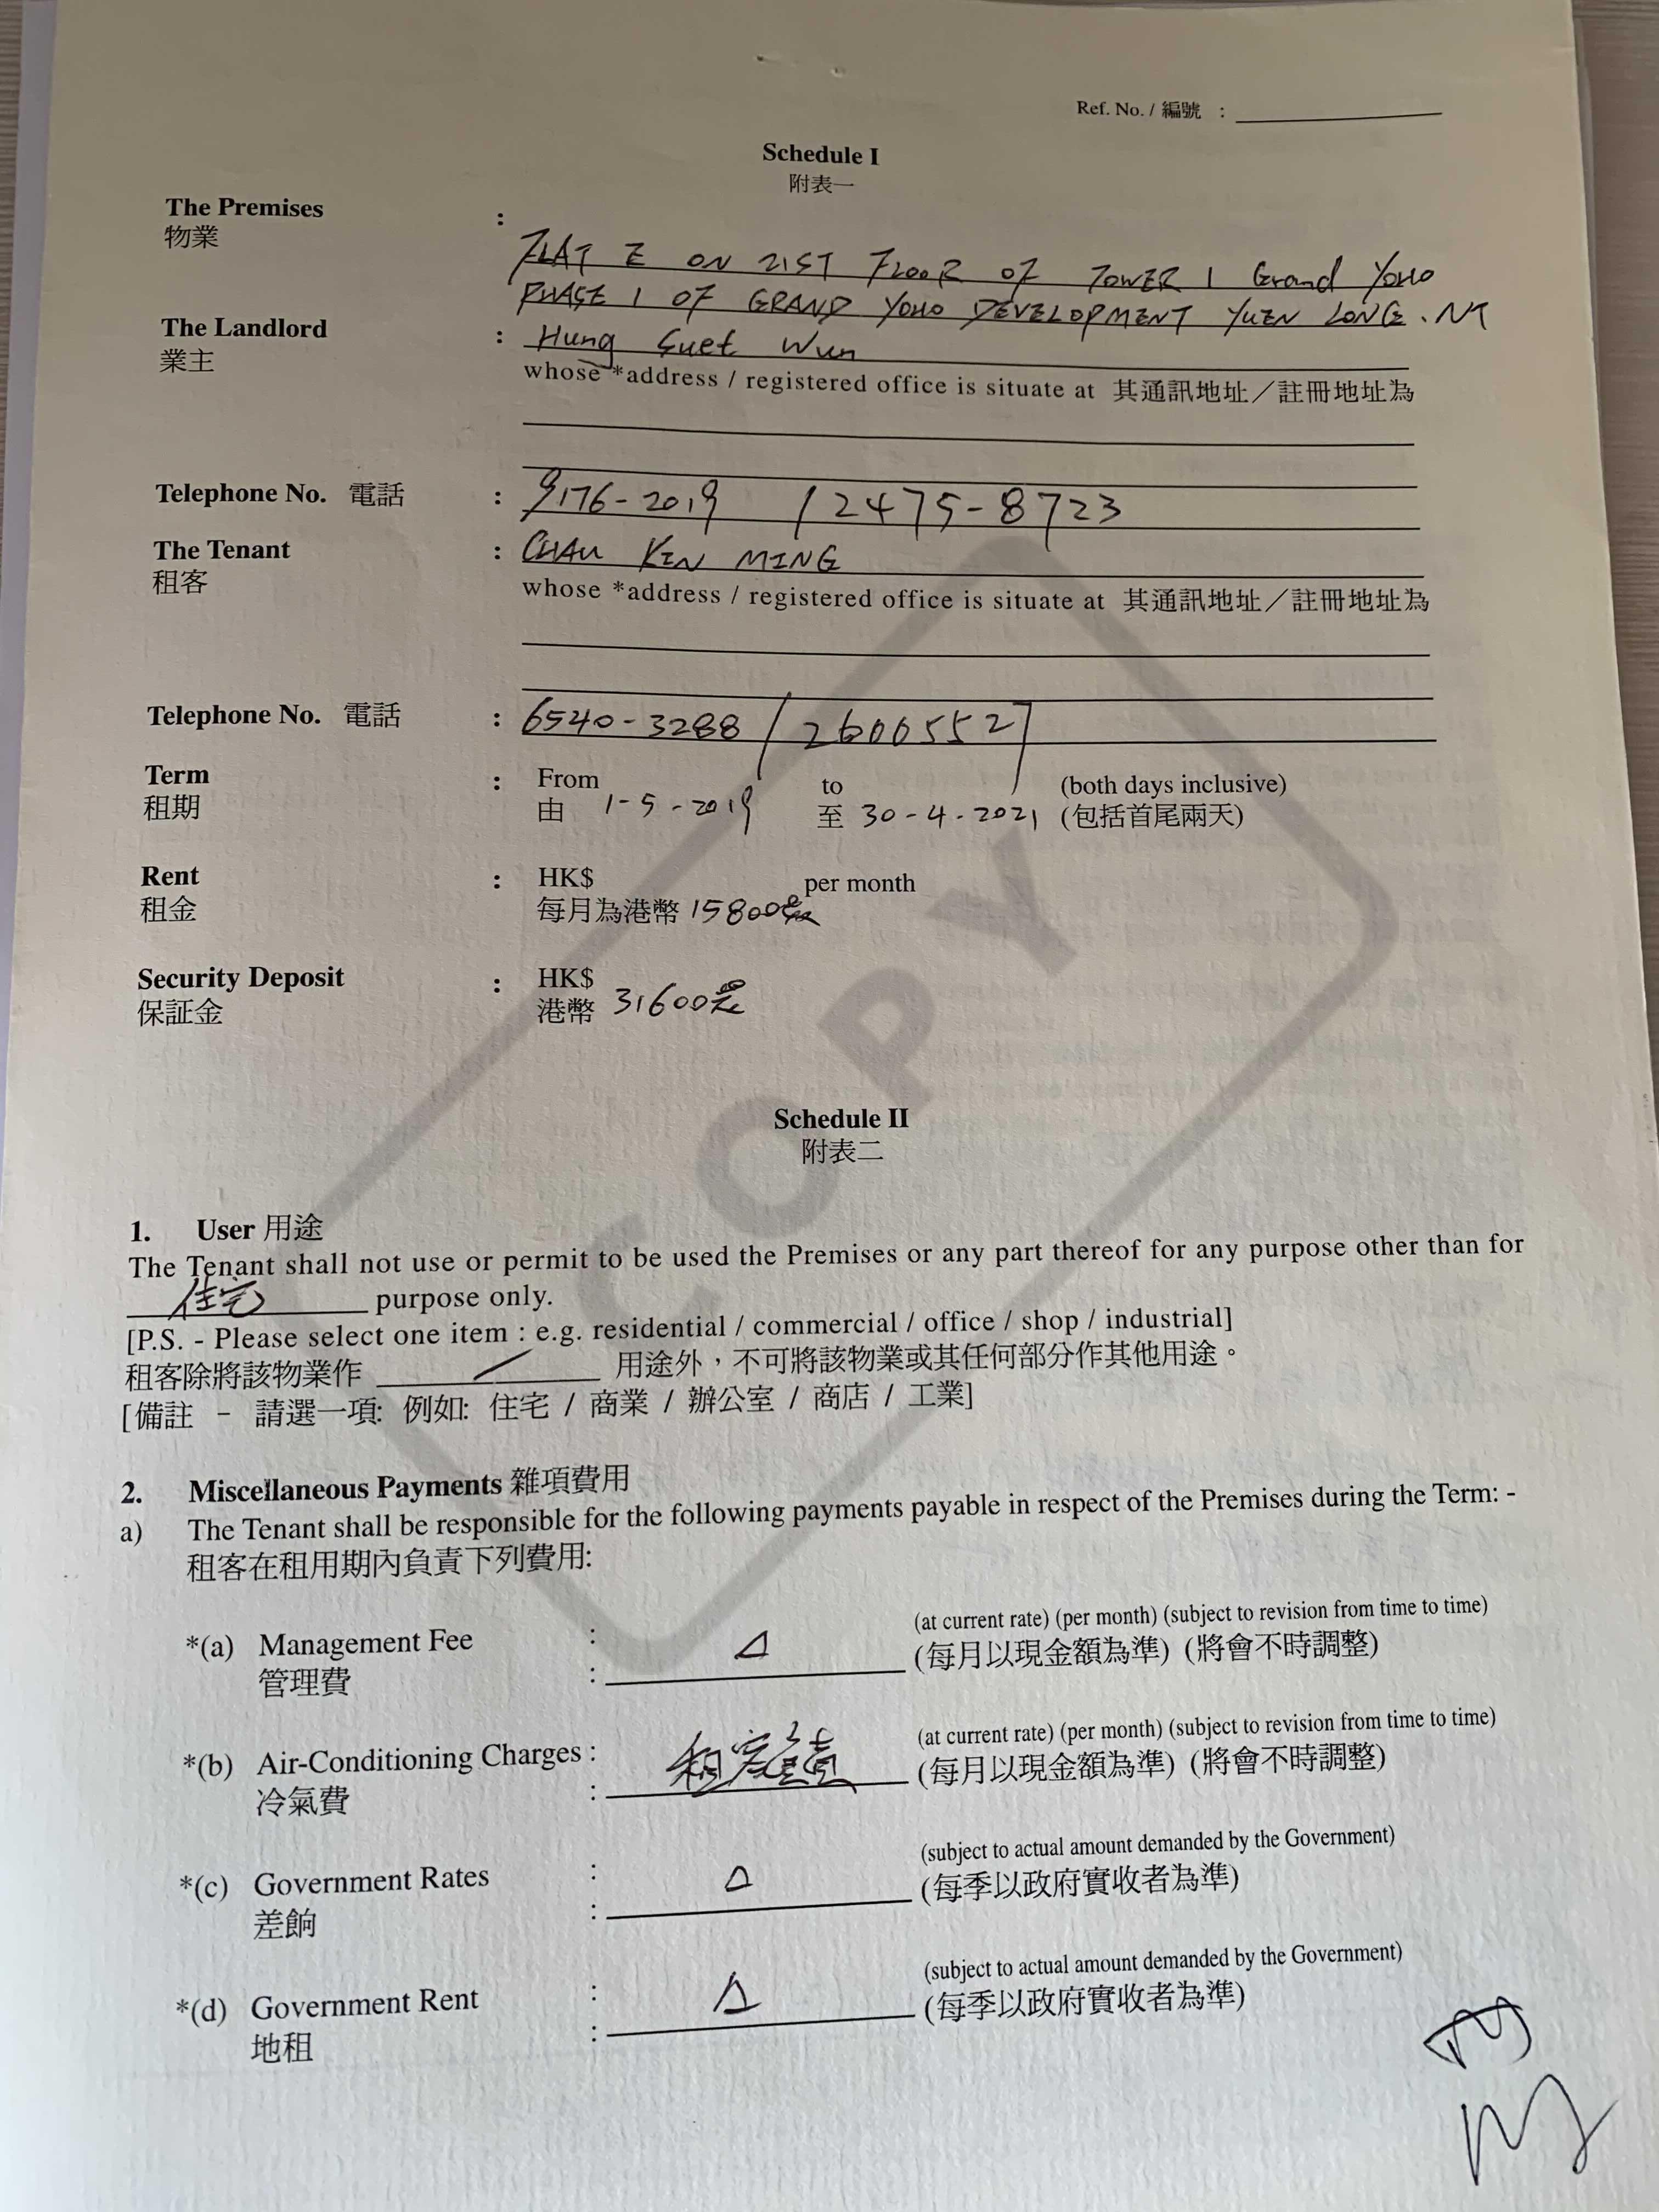 Ref. No. / 編號 :
Schedule I
附表一
The Premises
物業 :
FLAT E ON 21ST FLOOR OF TOWER 1 Grand YOHO
PHASE 1 OF GRAND YOHO DEVELOPMENT YUEN LONG. NT
The Landlord : Hung Suet Wun
業主
whose *address / registered office is situate at 其通訊地址／註冊地址為
Telephone No. 電話 : 9176-2019 / 2475-8723
The Tenant : CHAU KEN MING
租客
whose *address / registered office is situate at 其通訊地址／註冊地址為
Telephone No. 電話 : 6540-3288 / 26005527
Term : From to (both days inclusive)
租期 由 1-5-2019 至 30-4-2021 (包括首尾兩天)
Rent : HK$ per month
租金 每月為港幣 15800元
Security Deposit : HK$
保証金 港幣 31600元
COPY
Schedule II
附表二
1. User 用途
The Tenant shall not use or permit to be used the Premises or any part thereof for any purpose other than for
住宅 purpose only.
[P.S. - Please select one item : e.g. residential / commercial / office / shop / industrial]
租客除將該物業作 用途外，不可將該物業或其任何部分作其他用途。
[備註 - 請選一項: 例如: 住宅 / 商業 / 辦公室 / 商店 / 工業]
2. Miscellaneous Payments 雜項費用
a) The Tenant shall be responsible for the following payments payable in respect of the Premises during the Term: -
租客在租用期內負責下列費用:
*(a) Management Fee : (at current rate) (per month) (subject to revision from time to time)
管理費 : △ (每月以現金額為準) (將會不時調整)
*(b) Air-Conditioning Charges : (at current rate) (per month) (subject to revision from time to time)
冷氣費 : 租客負責 (每月以現金額為準) (將會不時調整)
*(c) Government Rates : (subject to actual amount demanded by the Government)
差餉 : △ (每季以政府實收者為準)
*(d) Government Rent : (subject to actual amount demanded by the Government)
地租 : △ (每季以政府實收者為準)